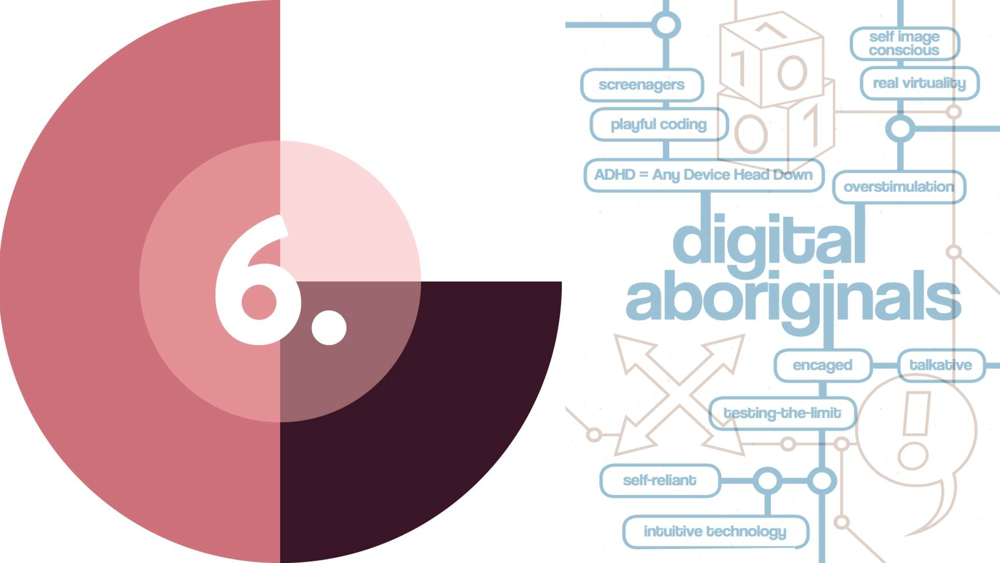 6.
self image
conscious
screenagers
real virtuality
playful coding
ADHD = Any Device Head Down
overstimulation
digital
aboriginals
encaged
talkative
testing-the-limit
self-reliant
intuitive technology
1
1 0
0 1
!